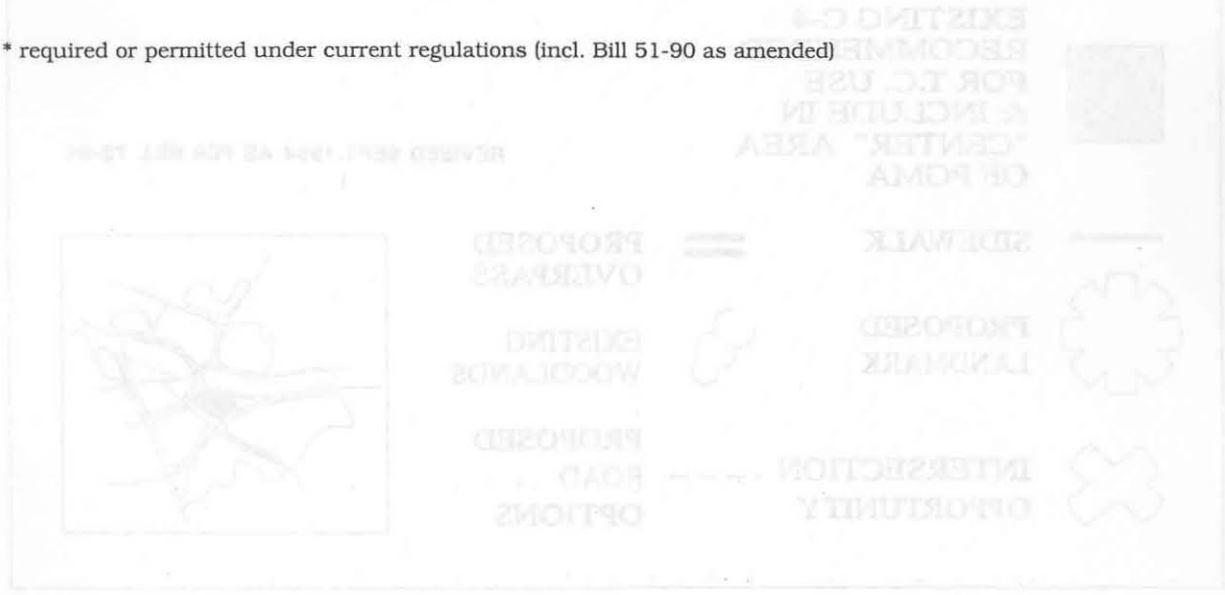 * required or permitted under current regulations (incl. Bill 51-90 as amended)
EXISTING C-4
RECOMMENDED
FOR T.C. USE
& INCLUDE IN
"CENTER" AREA
OF PGMA
REVISED SEPT. 1994 AS PER BILL
SIDEWALK
PROPOSED
OVERPASS
PROPOSED
LANDMARK
EXISTING
WOODLANDS
INTERSECTION
OPPORTUNITY
PROPOSED
ROAD
OPTIONS